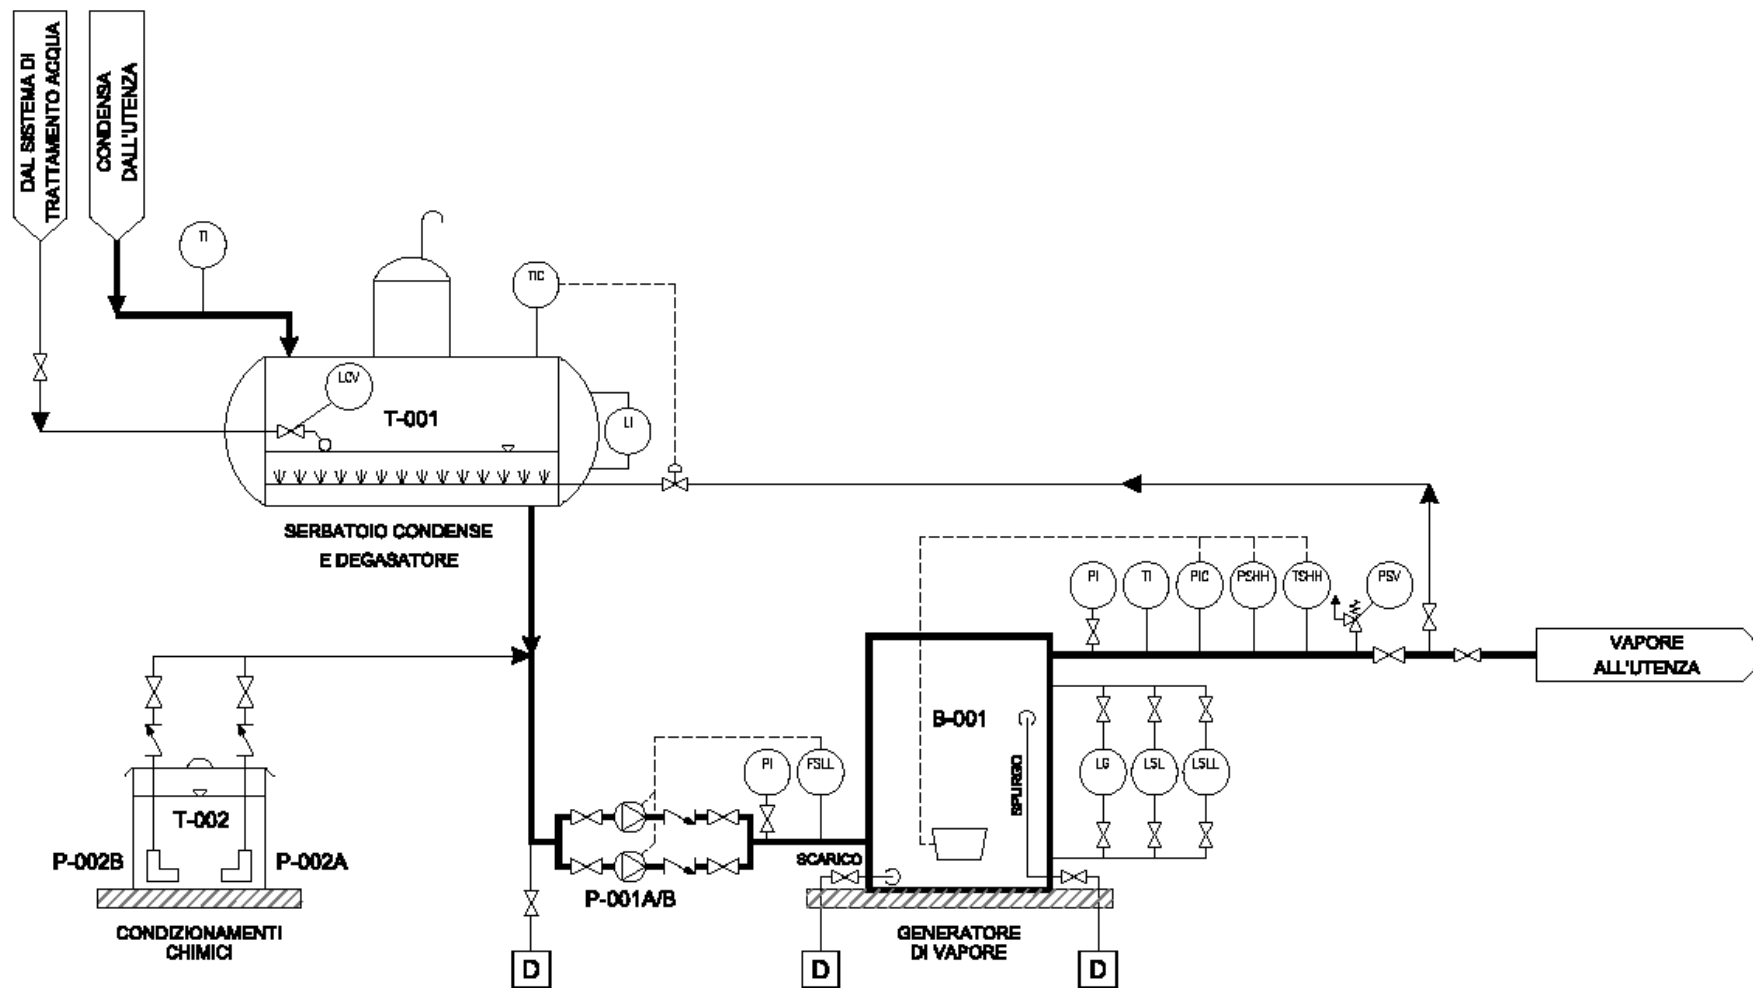 DAL SISTEMA DI
TRATTAMENTO ACQUA
CONDENSA
DALL'UTENZA
TI
TIC
LCV
T-001
LI
SERBATOIO CONDENSE
E DEGASATORE
PI
TI
PIC
PSHH
TSHH
PSV
VAPORE
ALL'UTENZA
B-001
SPURGO
LG
LSL
LSLL
PI
FSLL
T-002
P-002B
P-002A
SCARICO
P-001A/B
CONDIZIONAMENTI
CHIMICI
GENERATORE
DI VAPORE
D
D
D